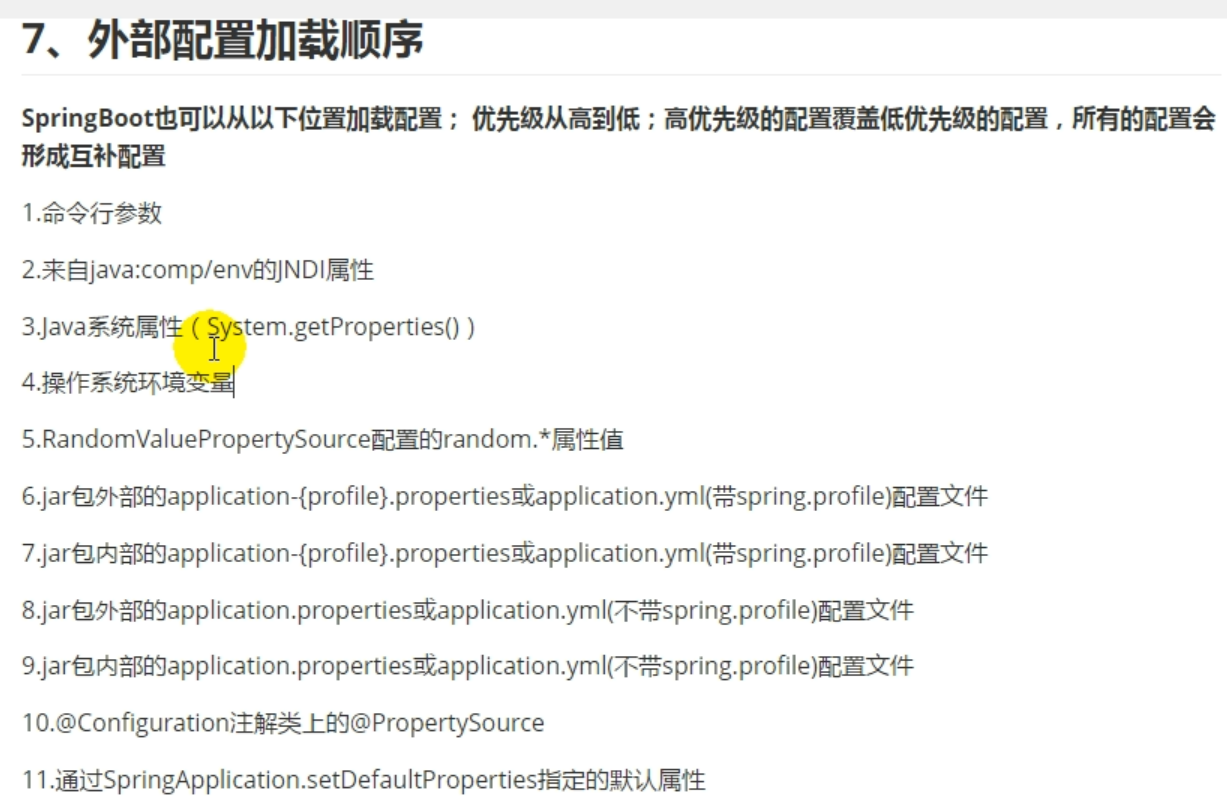 7、外部配置加载顺序
SpringBoot也可以从以下位置加载配置； 优先级从高到低；高优先级的配置覆盖低优先级的配置，所有的配置会
形成互补配置
1.命令行参数
2.来自java:comp/env的JNDI属性
3.Java系统属性（System.getProperties()）
4.操作系统环境变量
5.RandomValuePropertySource配置的random.*属性值
6.jar包外部的application-{profile}.properties或application.yml(带spring.profile)配置文件
7.jar包内部的application-{profile}.properties或application.yml(带spring.profile)配置文件
8.jar包外部的application.properties或application.yml(不带spring.profile)配置文件
9.jar包内部的application.properties或application.yml(不带spring.profile)配置文件
10.@Configuration注解类上的@PropertySource
11.通过SpringApplication.setDefaultProperties指定的默认属性